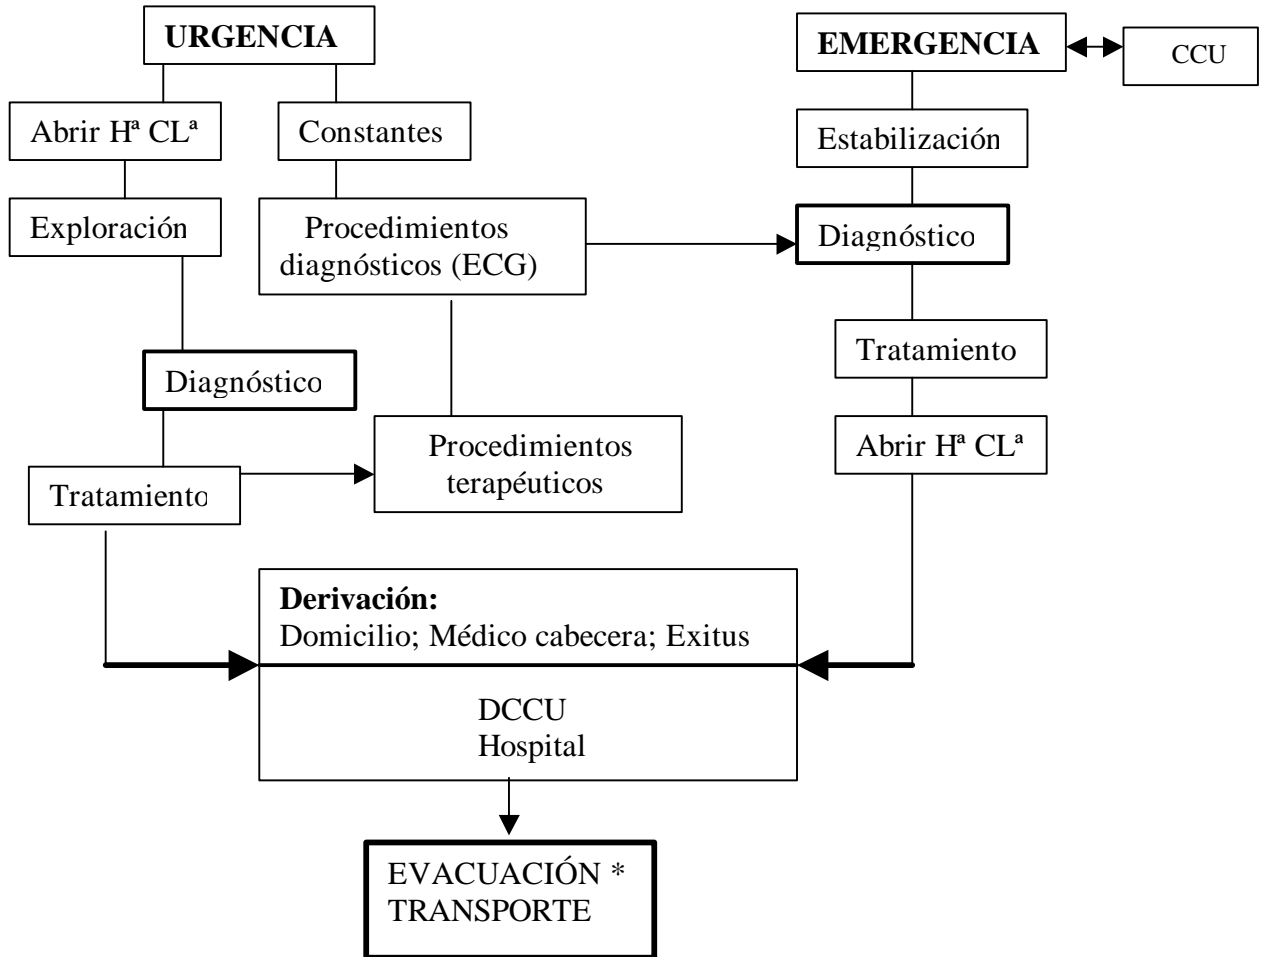 URGENCIA
EMERGENCIA
CCU
Abrir Hª CLª
Constantes
Estabilización
Exploración
Procedimientos
diagnósticos (ECG)
Diagnóstico
Tratamiento
Diagnóstico
Procedimientos
terapéuticos
Abrir Hª CLª
Tratamiento
Derivación:
Domicilio; Médico cabecera; Exitus
DCCU
Hospital
EVACUACIÓN *
TRANSPORTE